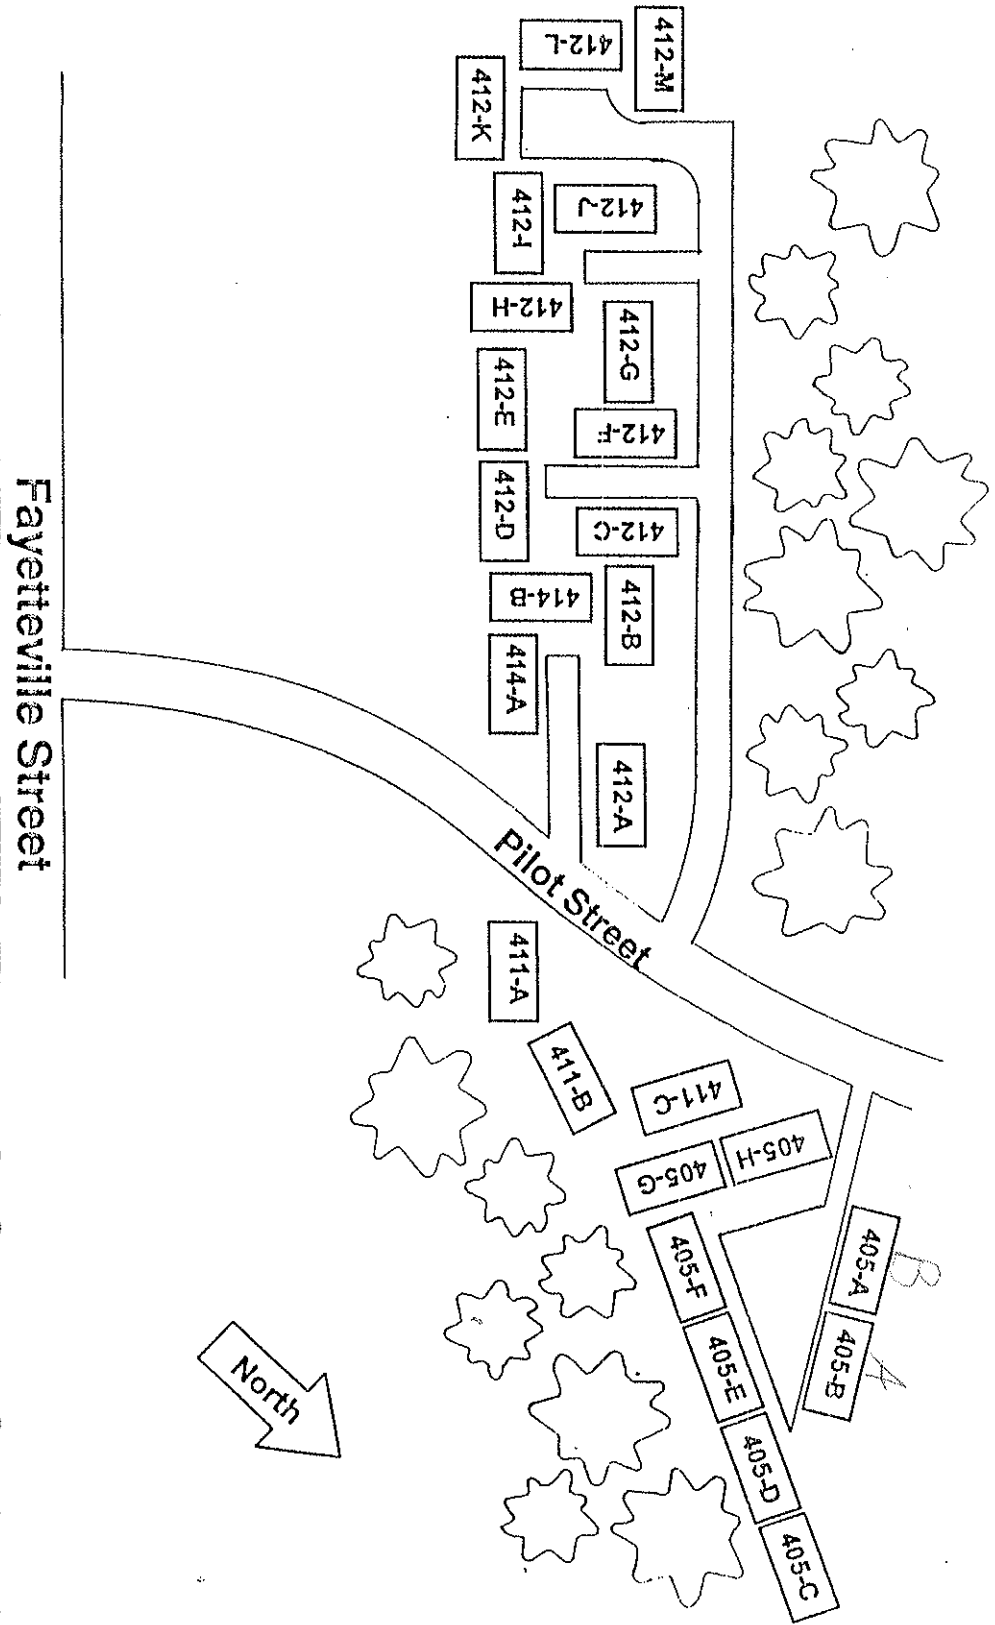 412-M
412-L
412-K
412-J
412-I
412-H
412-G
412-E
412-F
412-D
412-C
414-B
412-B
414-A
412-A
Fayetteville Street
Pilot Street
411-A
411-B
411-C
405-H
405-G
405-F
405-A
B
405-E
405-B
A
405-D
405-C
North